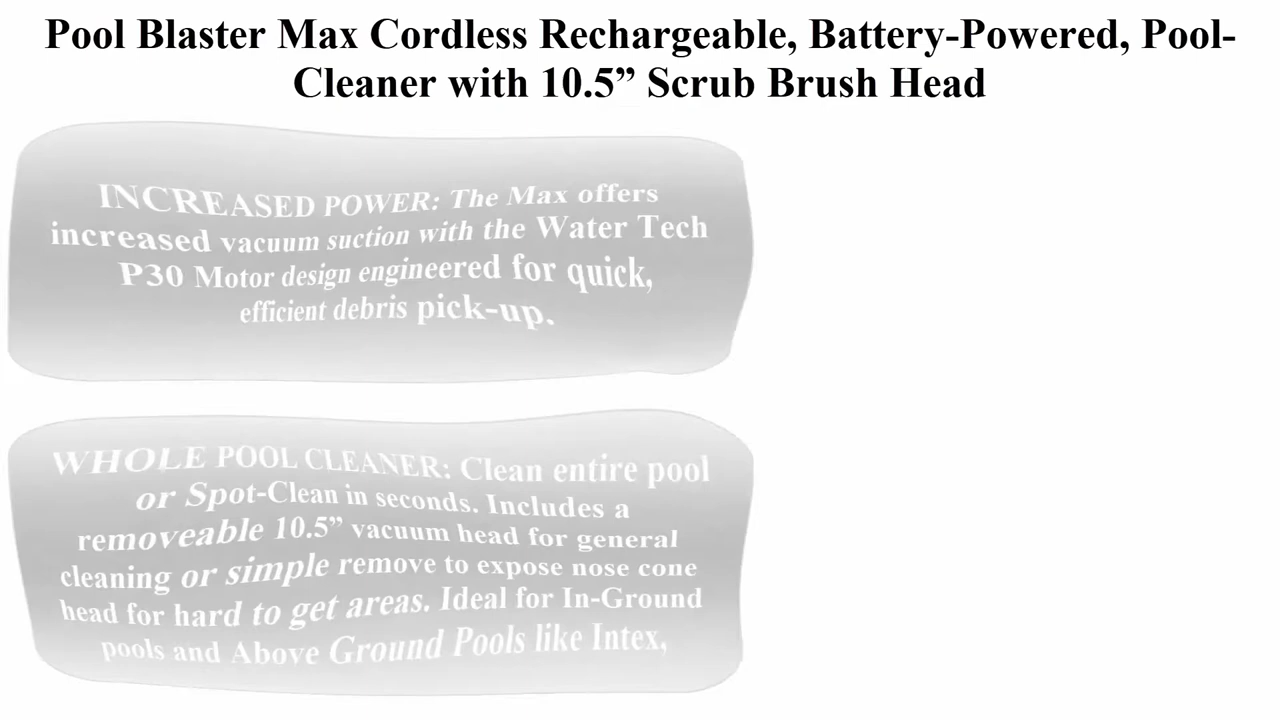 Pool Blaster Max Cordless Rechargeable, Battery-Powered, Pool-
Cleaner with 10.5” Scrub Brush Head
INCREASED POWER: The Max offers
increased vacuum suction with the Water Tech
P30 Motor design engineered for quick,
efficient debris pick-up.
WHOLE POOL CLEANER: Clean entire pool
or Spot-Clean in seconds. Includes a
removeable 10.5” vacuum head for general
cleaning or simple remove to expose nose cone
head for hard to get areas. Ideal for In-Ground
pools and Above Ground Pools like Intex,